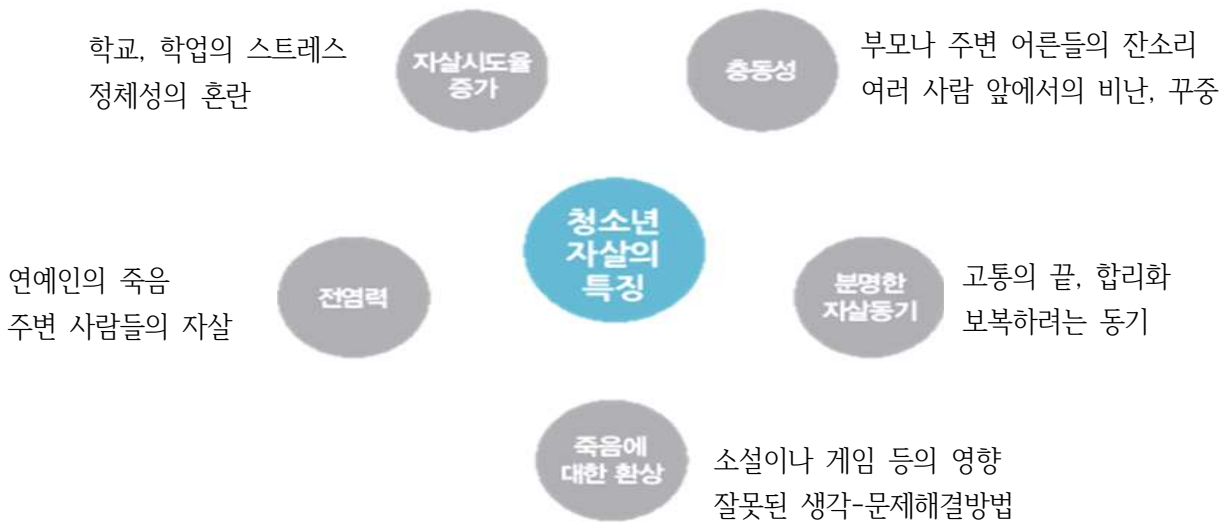 학교, 학업의 스트레스
정체성의 혼란
자살시도율
증가
충동성
부모나 주변 어른들의 잔소리
여러 사람 앞에서의 비난, 꾸중
청소년
자살의
특징
연예인의 죽음
주변 사람들의 자살
전염력
분명한
자살동기
고통의 끝, 합리화
보복하려는 동기
죽음에
대한 환상
소설이나 게임 등의 영향
잘못된 생각-문제해결방법